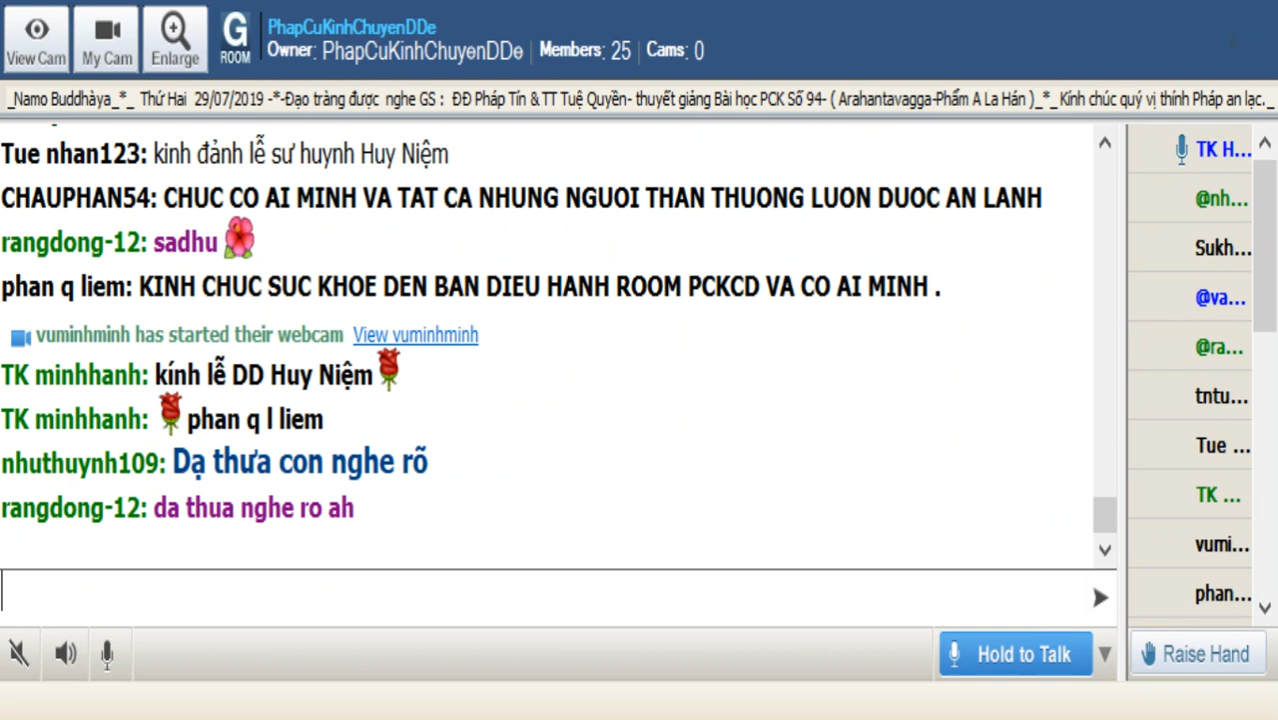 View Cam
My Cam
Enlarge
G
ROOM
PhapCuKinhChuyenDDe
Owner: PhapCuKinhChuyenDDe | Members: 25 | Cams: 0
_Namo Buddhàya_*_ Thứ Hai 29/07/2019 -*-Đạo tràng được nghe GS : ĐĐ Pháp Tín & TT Tuệ Quyền- thuyết giảng Bài học PCK Số 94- ( Arahantavagga-Phẩm A La Hán )_*_Kính chúc quý vị thính Pháp an lạc._
Tue nhan123: kinh đảnh lễ sư huynh Huy Niệm
CHAUPHAN54: CHUC CO AI MINH VA TAT CA NHUNG NGUOI THAN THUONG LUON DUOC AN LANH
rangdong-12: sadhu
phan q liem: KINH CHUC SUC KHOE DEN BAN DIEU HANH ROOM PCKCD VA CO AI MINH .
vuminhminh has started their webcam View vuminhminh
TK minhhanh: kính lễ DD Huy Niệm
TK minhhanh: phan q l liem
nhuthuynh109: Dạ thưa con nghe rõ
rangdong-12: da thua nghe ro ah
TK H...
@nh...
Sukh...
@va...
@ra...
tntu...
Tue ...
TK ...
vumi...
phan...
Hold to Talk
Raise Hand